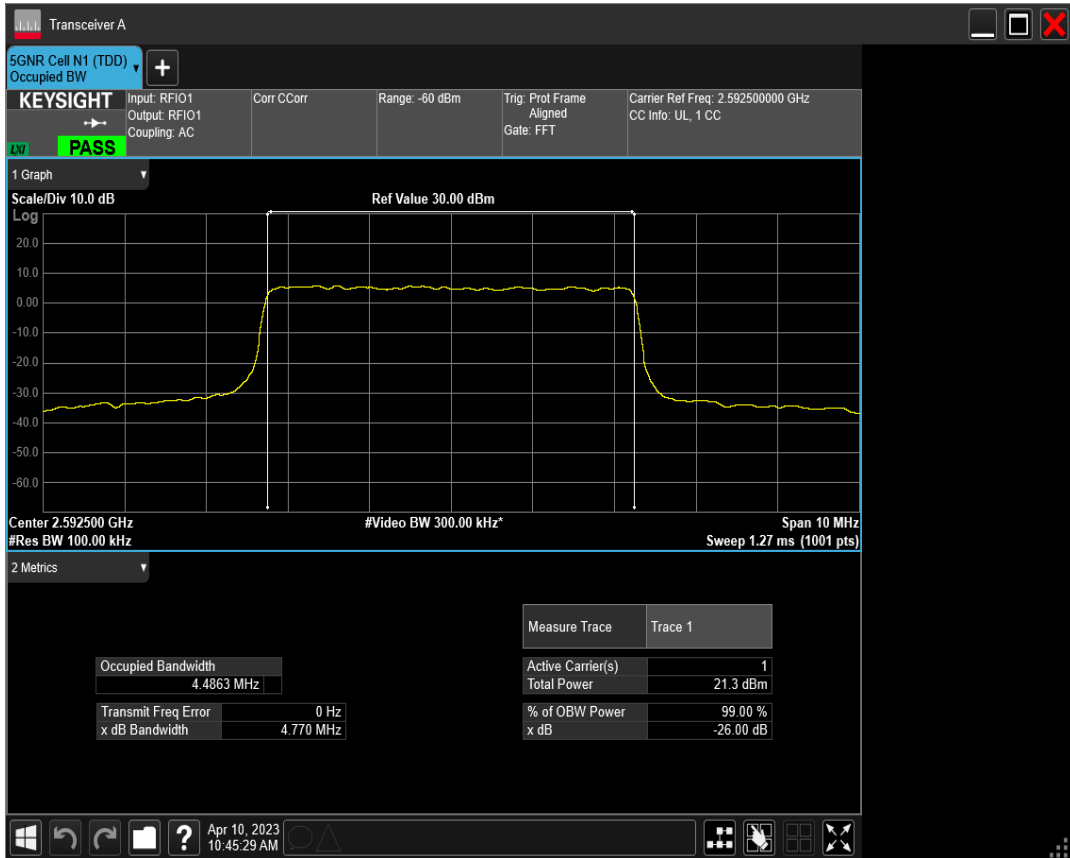 Transceiver A
5GNR Cell N1 (TDD)
Occupied BW
KEYSIGHT
LXI
PASS
Input: RFIO1
Output: RFIO1
Coupling: AC
Corr CCorr
Range: -60 dBm
Trig: Prot Frame
Aligned
Gate: FFT
Carrier Ref Freq: 2.592500000 GHz
CC Info: UL, 1 CC
1 Graph
Scale/Div 10.0 dB
Ref Value 30.00 dBm
Log
20.0
10.0
0.00
-10.0
-20.0
-30.0
-40.0
-50.0
-60.0
Center 2.592500 GHz
#Video BW 300.00 kHz*
Span 10 MHz
#Res BW 100.00 kHz
Sweep 1.27 ms (1001 pts)
2 Metrics
Measure Trace Trace 1
Occupied Bandwidth
4.4863 MHz
Active Carrier(s) 1
Total Power 21.3 dBm
Transmit Freq Error 0 Hz
x dB Bandwidth 4.770 MHz
% of OBW Power 99.00 %
x dB -26.00 dB
?
Apr 10, 2023
10:45:29 AM